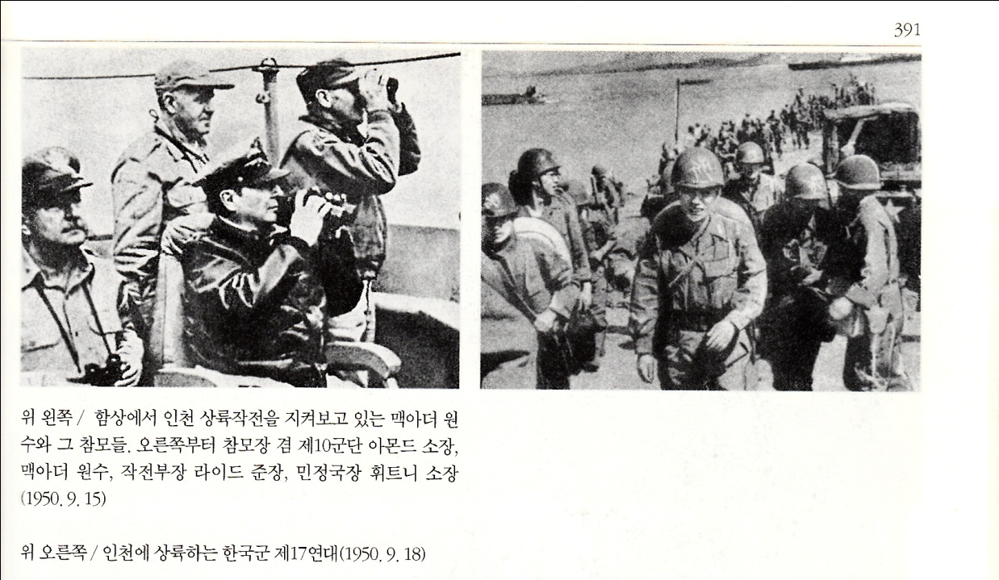 391
위 왼쪽 / 함상에서 인천 상륙작전을 지켜보고 있는 맥아더 원
수와 그 참모들. 오른쪽부터 참모장 겸 제10군단 아몬드 소장,
맥아더 원수, 작전부장 라이드 준장, 민정국장 휘트니 소장
(1950. 9. 15)
위 오른쪽 / 인천에 상륙하는 한국군 제17연대(1950. 9. 18)